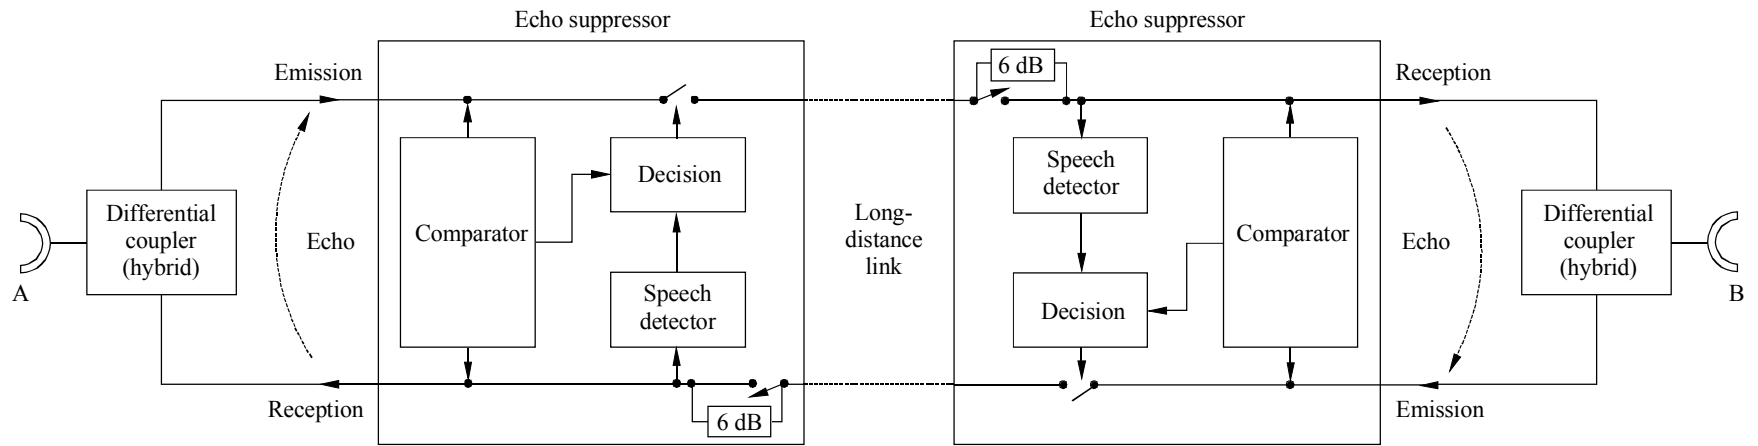 Echo suppressor
Echo suppressor
Emission
6 dB
Reception
Differential
coupler
(hybrid)
A
Echo
Comparator
Decision
Speech
detector
Long-
distance
link
Speech
detector
Decision
Comparator
Echo
Differential
coupler
(hybrid)
B
Reception
6 dB
Emission